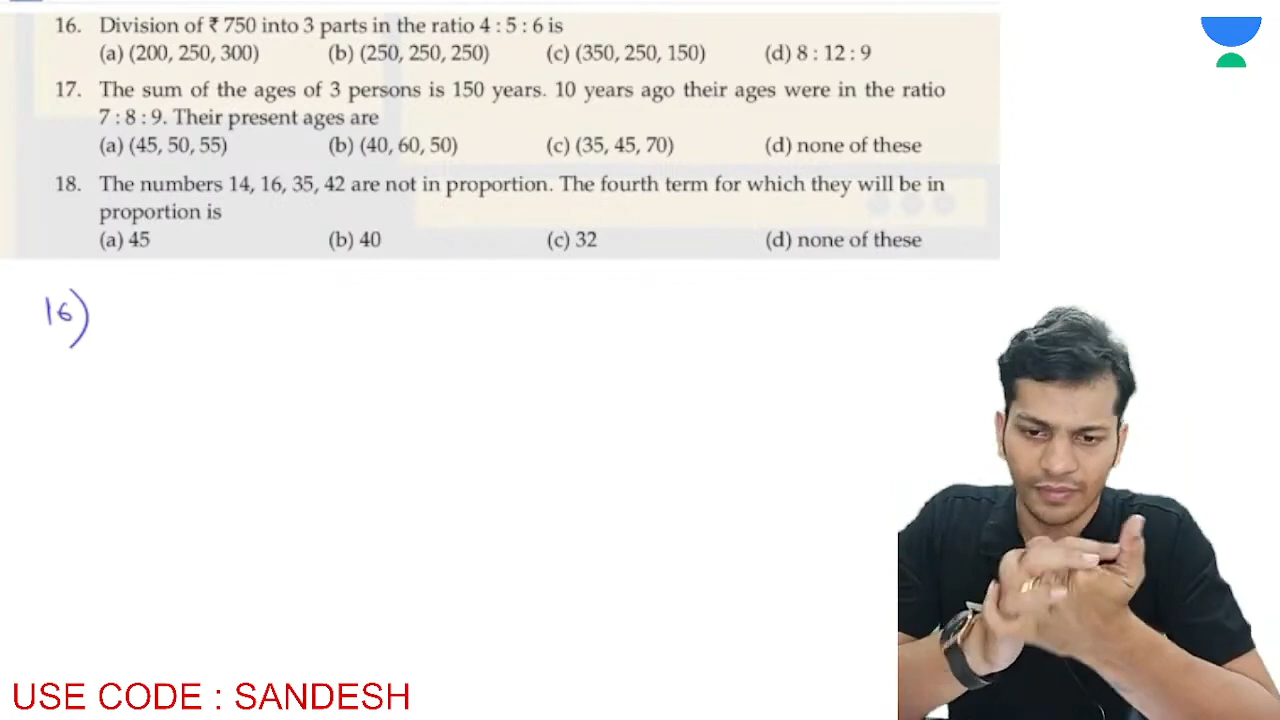 16. Division of ₹ 750 into 3 parts in the ratio 4 : 5 : 6 is
(a) (200, 250, 300) (b) (250, 250, 250) (c) (350, 250, 150) (d) 8 : 12 : 9
17. The sum of the ages of 3 persons is 150 years. 10 years ago their ages were in the ratio
7 : 8 : 9. Their present ages are
(a) (45, 50, 55) (b) (40, 60, 50) (c) (35, 45, 70) (d) none of these
18. The numbers 14, 16, 35, 42 are not in proportion. The fourth term for which they will be in
proportion is
(a) 45 (b) 40 (c) 32 (d) none of these
16)
USE CODE : SANDESH